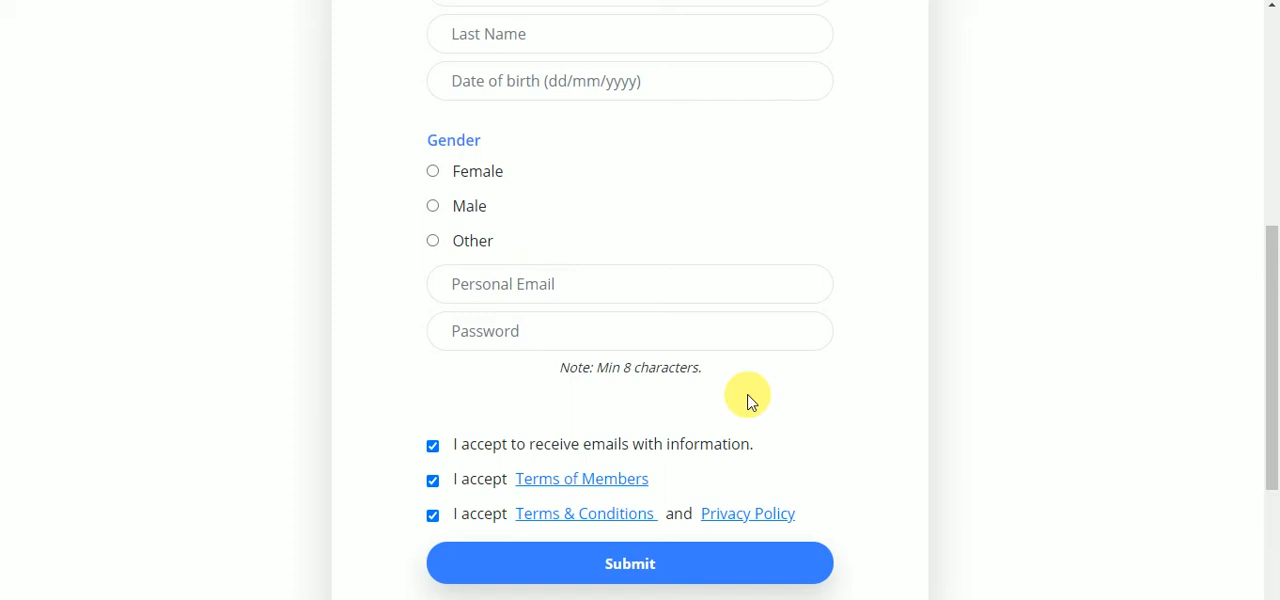 Last Name
Date of birth (dd/mm/yyyy)
Gender
Female
Male
Other
Personal Email
Password
Note: Min 8 characters.
I accept to receive emails with information.
I accept Terms of Members
I accept Terms & Conditions and Privacy Policy
Submit